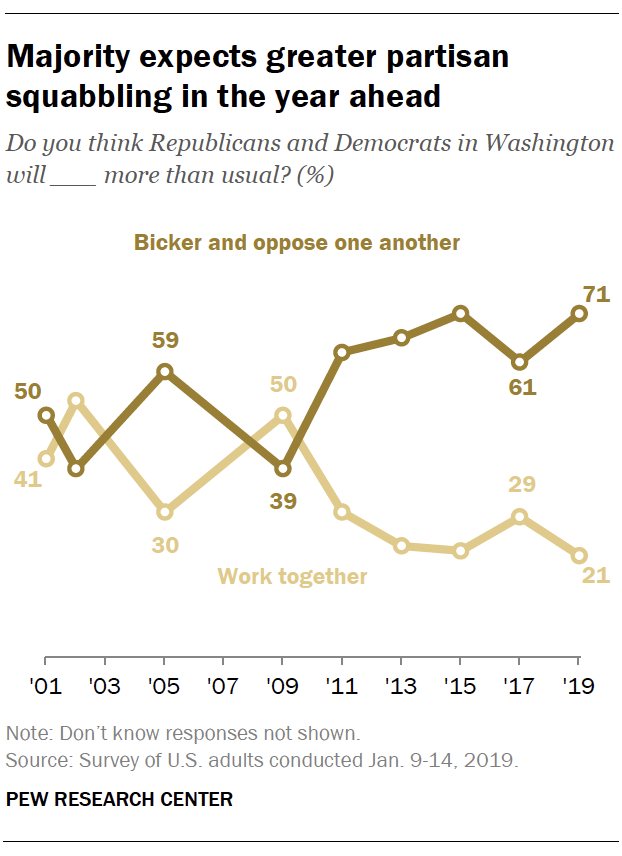 Majority expects greater partisan
squabbling in the year ahead
Do you think Republicans and Democrats in Washington
will ____ more than usual? (%)
Bicker and oppose one another
71
59
50
50
61
41
39
29
30
Work together
21
'01 '03 '05 '07 '09 '11 '13 '15 '17 '19
Note: Don’t know responses not shown.
Source: Survey of U.S. adults conducted Jan. 9-14, 2019.
PEW RESEARCH CENTER